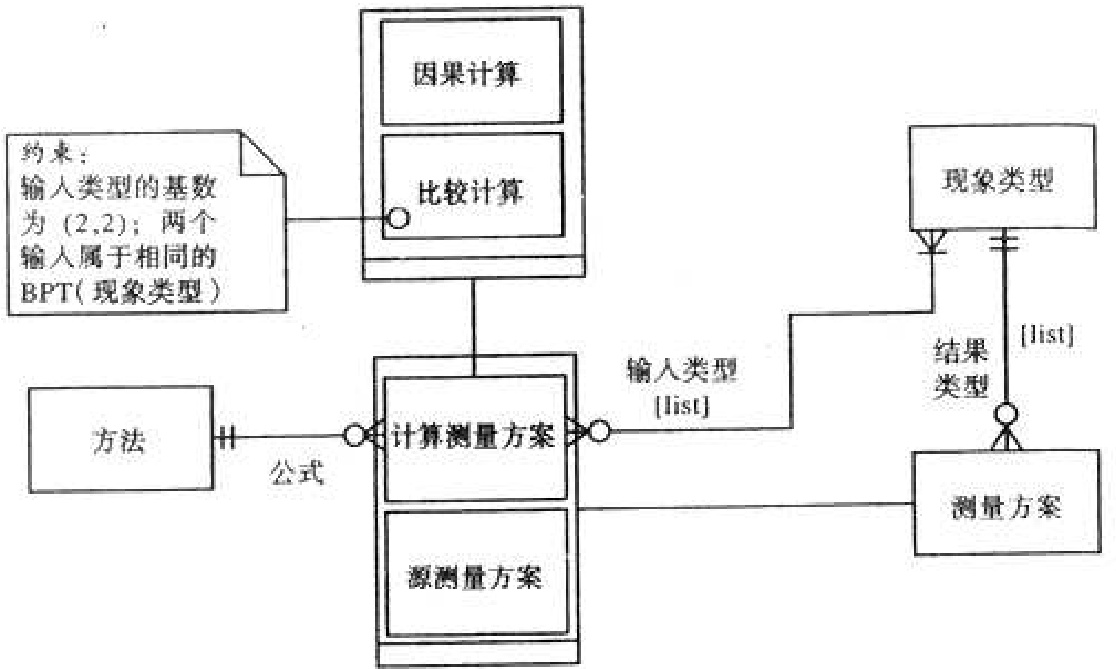 因果计算
比较计算
约束：
输入类型的基数
为（2,2）；两个
输入属于相同的
BPT（现象类型）
现象类型
[list]
结果
类型
输入类型
[list]
方法
公式
计算测量方案
测量方案
源测量方案